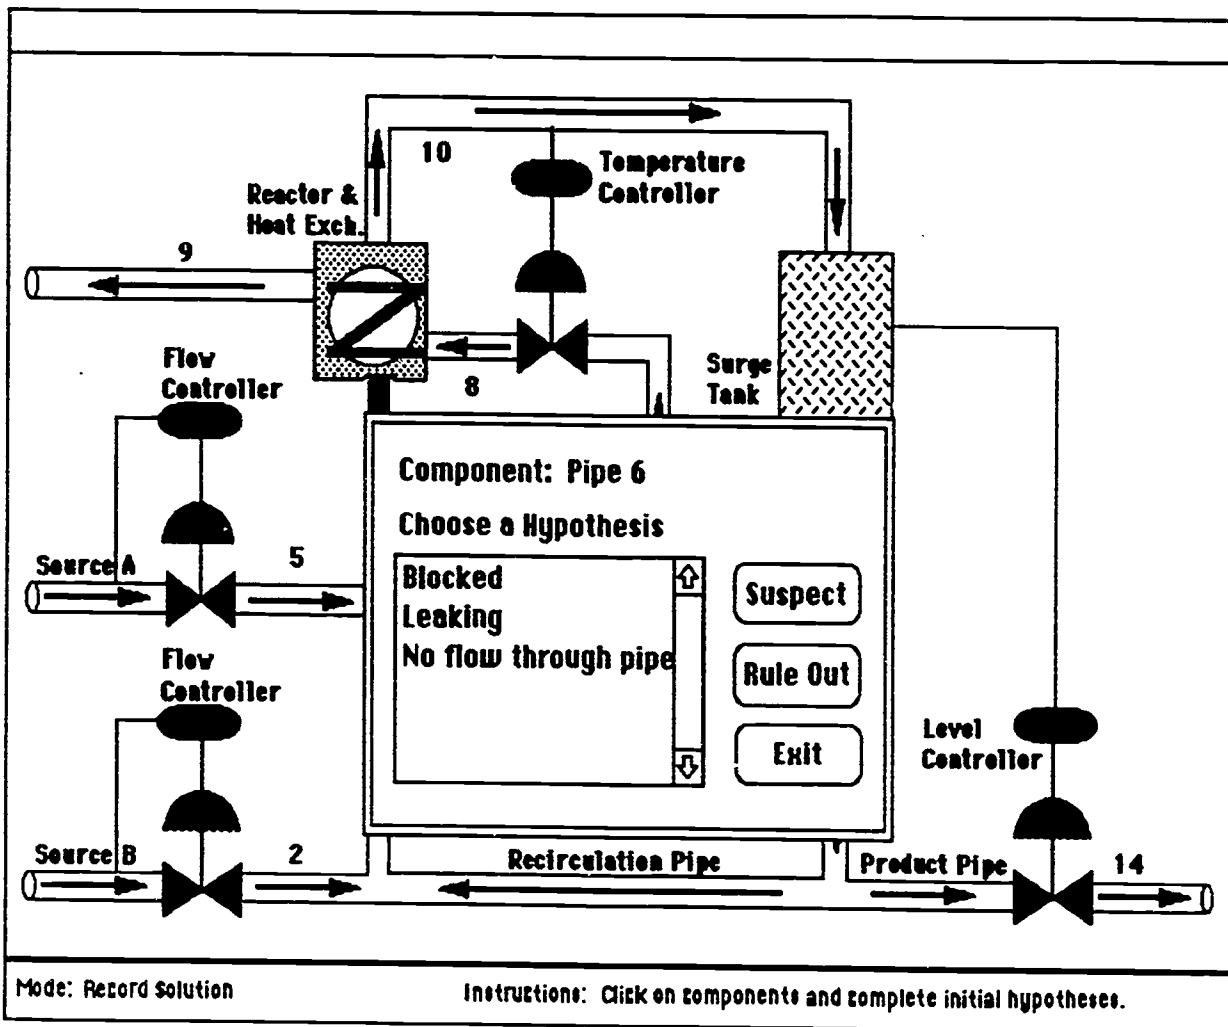 10
Temperature
Controller
Reactor &
Heat Exch.
9
Flow
Controller
8
Surge
Tank
Component: Pipe 6
Choose a Hypothesis
Blocked
Leaking
No flow through pipe
Suspect
Rule Out
Exit
Source A
5
Flow
Controller
Level
Controller
Source B
2
Recirculation Pipe
Product Pipe
14
Mode: Record Solution
Instructions: Click on components and complete initial hypotheses.